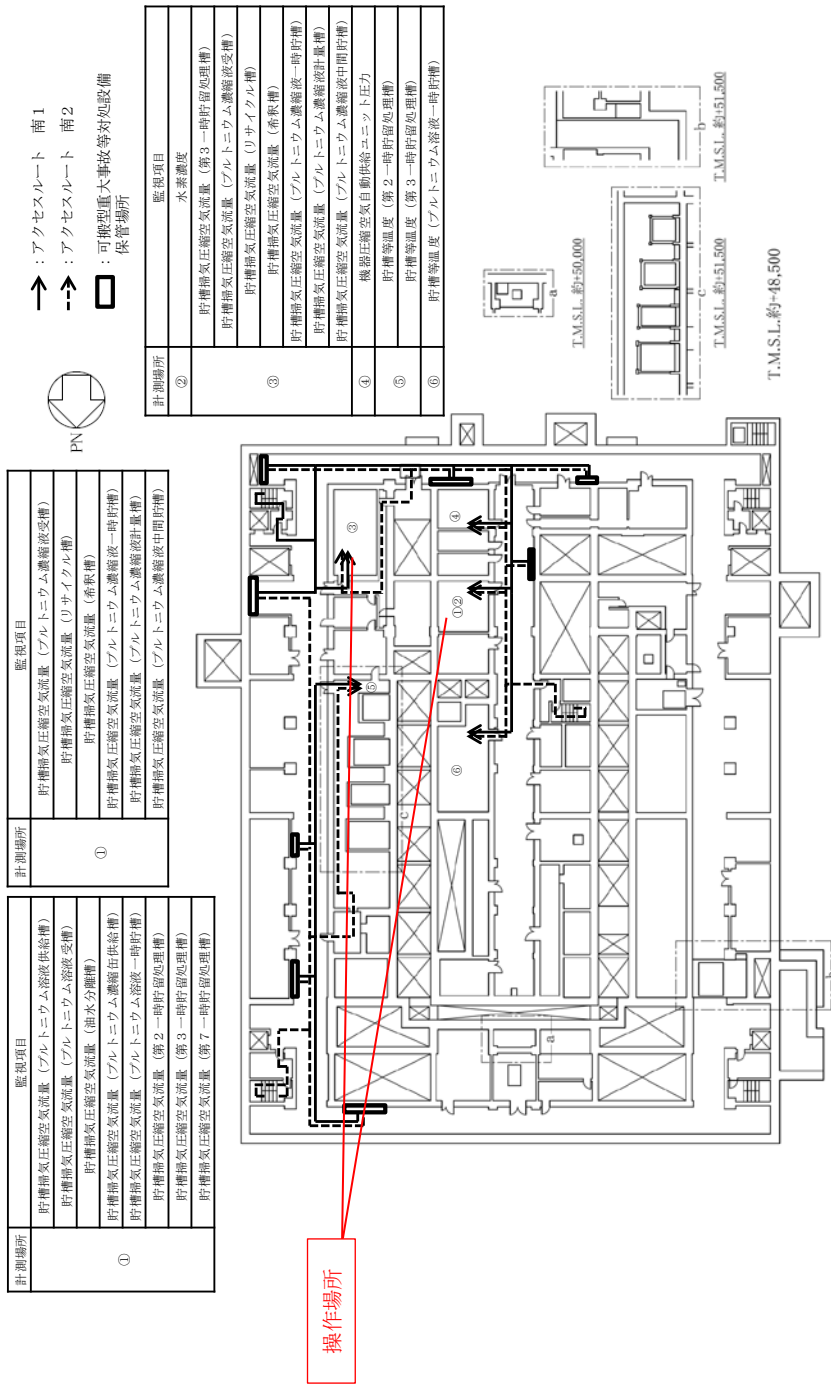 計測場所
監視項目
①
貯槽掃気圧縮空気流量（プルトニウム溶液供給槽）
貯槽掃気圧縮空気流量（プルトニウム溶液受槽）
貯槽掃気圧縮空気流量（油水分離槽）
貯槽掃気圧縮空気流量（プルトニウム濃縮缶供給槽）
貯槽掃気圧縮空気流量（プルトニウム溶液一時貯槽）
貯槽掃気圧縮空気流量（第２一時貯留処理槽）
貯槽掃気圧縮空気流量（第３一時貯留処理槽）
貯槽掃気圧縮空気流量（第７一時貯留処理槽）
計測場所
監視項目
①
貯槽掃気圧縮空気流量（プルトニウム濃縮液受槽）
貯槽掃気圧縮空気流量（リサイクル槽）
貯槽掃気圧縮空気流量（希釈槽）
貯槽掃気圧縮空気流量（プルトニウム濃縮液一時貯槽）
貯槽掃気圧縮空気流量（プルトニウム濃縮液計量槽）
貯槽掃気圧縮空気流量（プルトニウム濃縮液中間貯槽）
PN
：アクセスルート　南１
：アクセスルート　南２
：可搬型重大事故等対処設備
保管場所
計測場所
監視項目
②
水素濃度
③
貯槽掃気圧縮空気流量（第３一時貯留処理槽）
貯槽掃気圧縮空気流量（プルトニウム濃縮液受槽）
貯槽掃気圧縮空気流量（リサイクル槽）
貯槽掃気圧縮空気流量（希釈槽）
貯槽掃気圧縮空気流量（プルトニウム濃縮液一時貯槽）
貯槽掃気圧縮空気流量（プルトニウム濃縮液計量槽）
貯槽掃気圧縮空気流量（プルトニウム濃縮液中間貯槽）
④
機器圧縮空気自動供給ユニット圧力
⑤
貯槽等温度（第２一時貯留処理槽）
貯槽等温度（第３一時貯留処理槽）
⑥
貯槽等温度（プルトニウム溶液一時貯槽）
操作場所
③
④
①②
⑤
⑥
c
a
b
a
T.M.S.L. 約+50,000
b
T.M.S.L. 約+51,500
c
T.M.S.L. 約+51,500
T.M.S.L.約+48,500